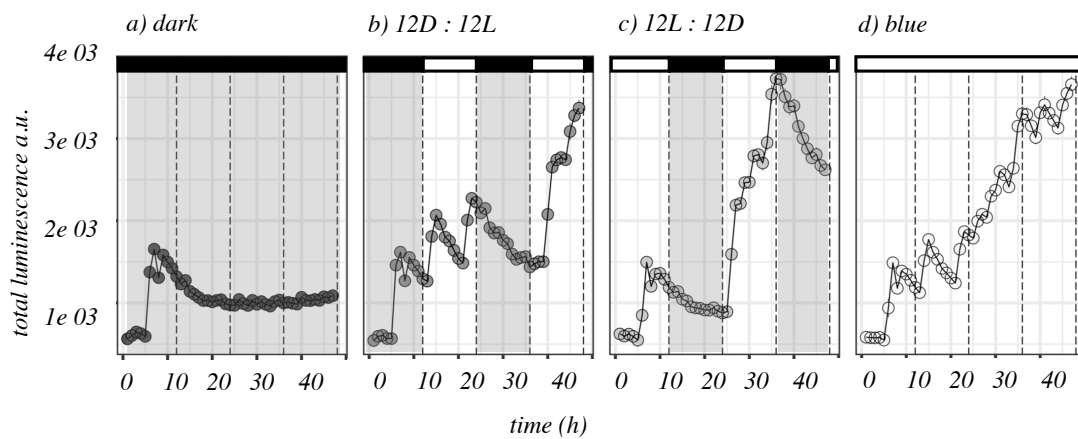 a) dark
b) 12D : 12L
c) 12L : 12D
d) blue
4e 03
3e 03
2e 03
1e 03
total luminescence a.u.
0 10 20 30 40
0 10 20 30 40
0 10 20 30 40
0 10 20 30 40
time (h)